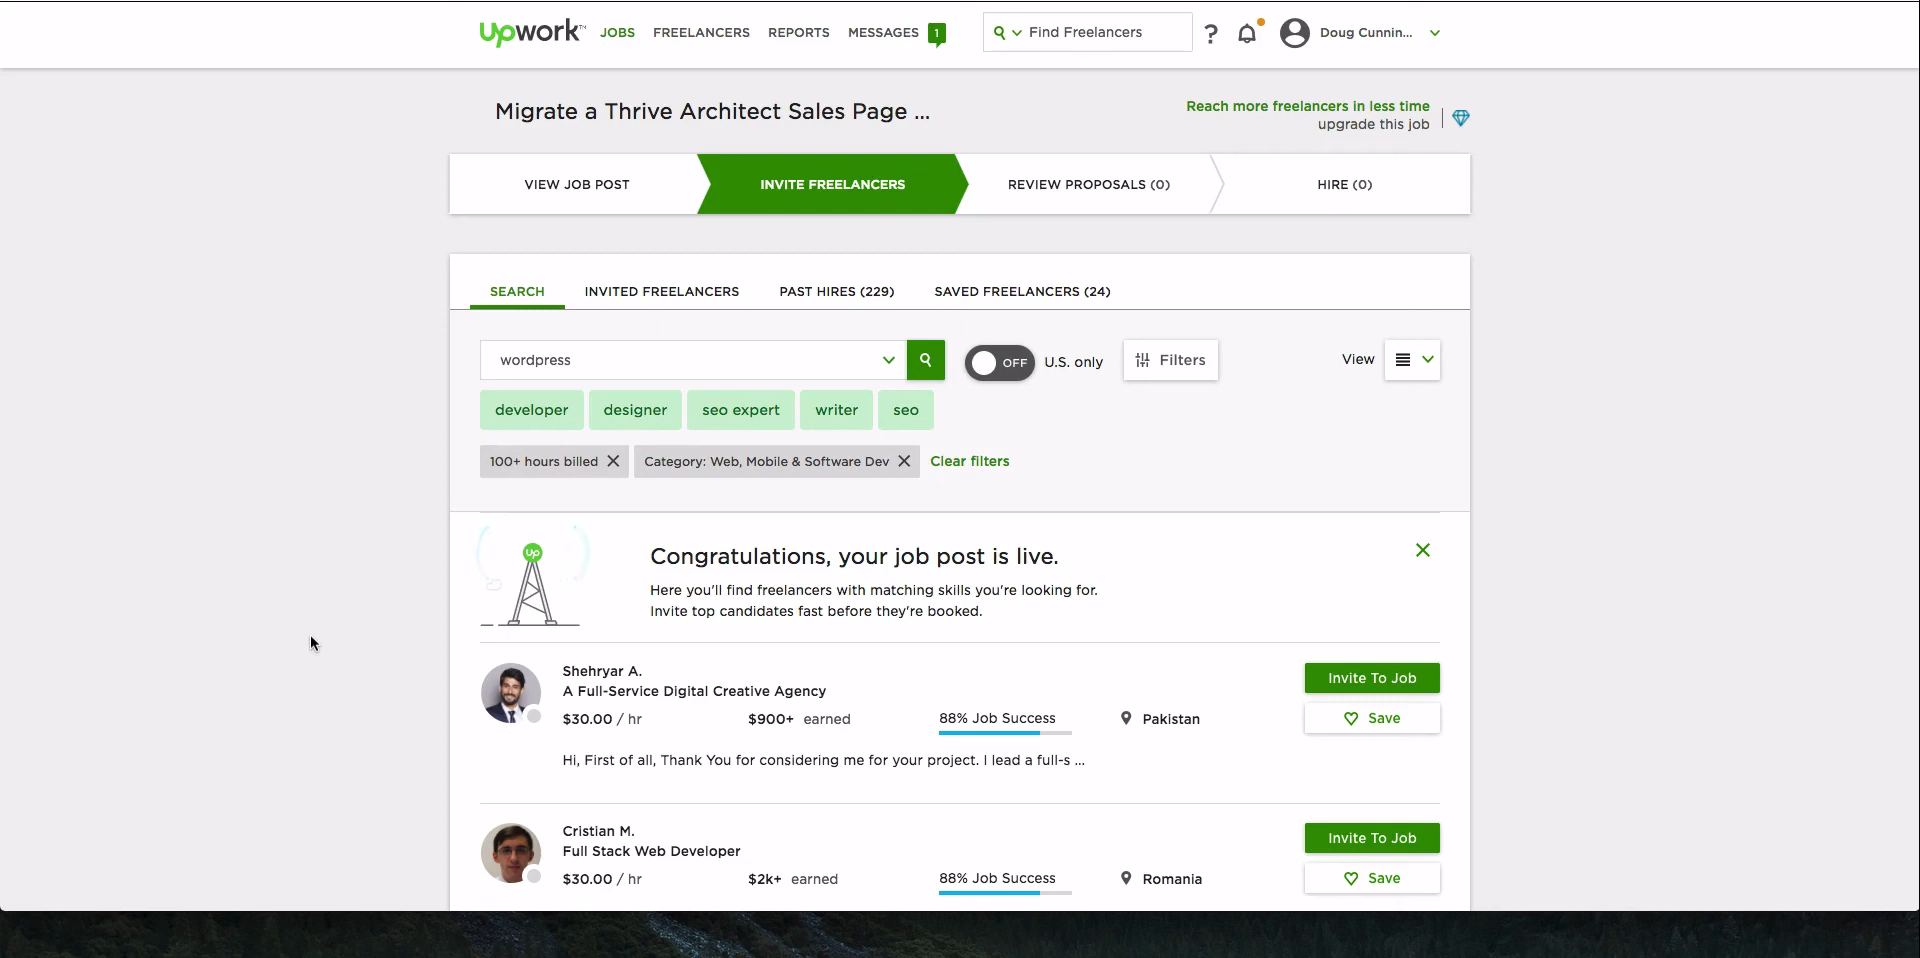 upwork™ JOBS FREELANCERS REPORTS MESSAGES 1 Find Freelancers ? Doug Cunnin...
Migrate a Thrive Architect Sales Page ...
Reach more freelancers in less time
upgrade this job
VIEW JOB POST INVITE FREELANCERS REVIEW PROPOSALS (0) HIRE (0)
SEARCH INVITED FREELANCERS PAST HIRES (229) SAVED FREELANCERS (24)
wordpress OFF U.S. only Filters View
developer designer seo expert writer seo
100+ hours billed Category: Web, Mobile & Software Dev Clear filters
up
Congratulations, your job post is live.
Here you'll find freelancers with matching skills you're looking for.
Invite top candidates fast before they're booked.
Shehryar A.
A Full-Service Digital Creative Agency
$30.00 / hr $900+ earned 88% Job Success Pakistan
Invite To Job
Save
Hi, First of all, Thank You for considering me for your project. I lead a full-s ...
Cristian M.
Full Stack Web Developer
$30.00 / hr $2k+ earned 88% Job Success Romania
Invite To Job
Save